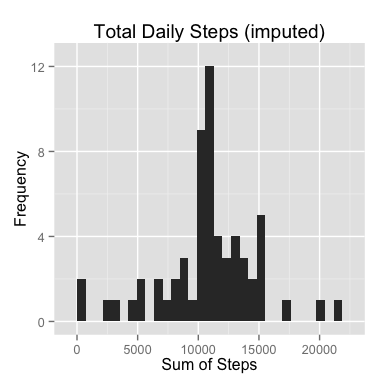 Total Daily Steps (imputed)
12
8
4
0
Frequency
0 5000 10000 15000 20000
Sum of Steps